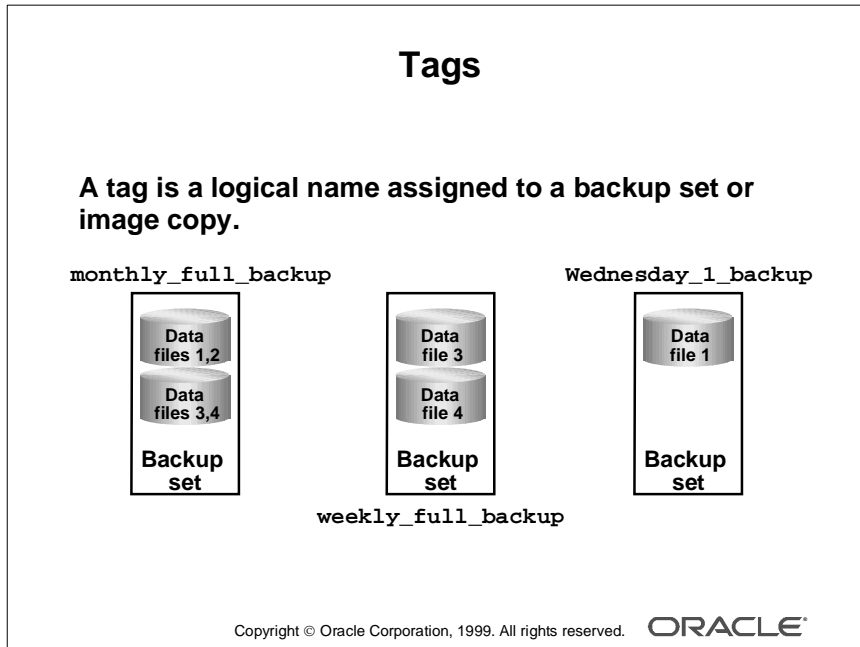 Tags
A tag is a logical name assigned to a backup set or
image copy.
monthly_full_backup
Wednesday_1_backup
Data
files 1,2
Data
files 3,4
Backup
set
Data
file 3
Data
file 4
Backup
set
Data
file 1
Backup
set
weekly_full_backup
Copyright © Oracle Corporation, 1999. All rights reserved.
ORACLE®